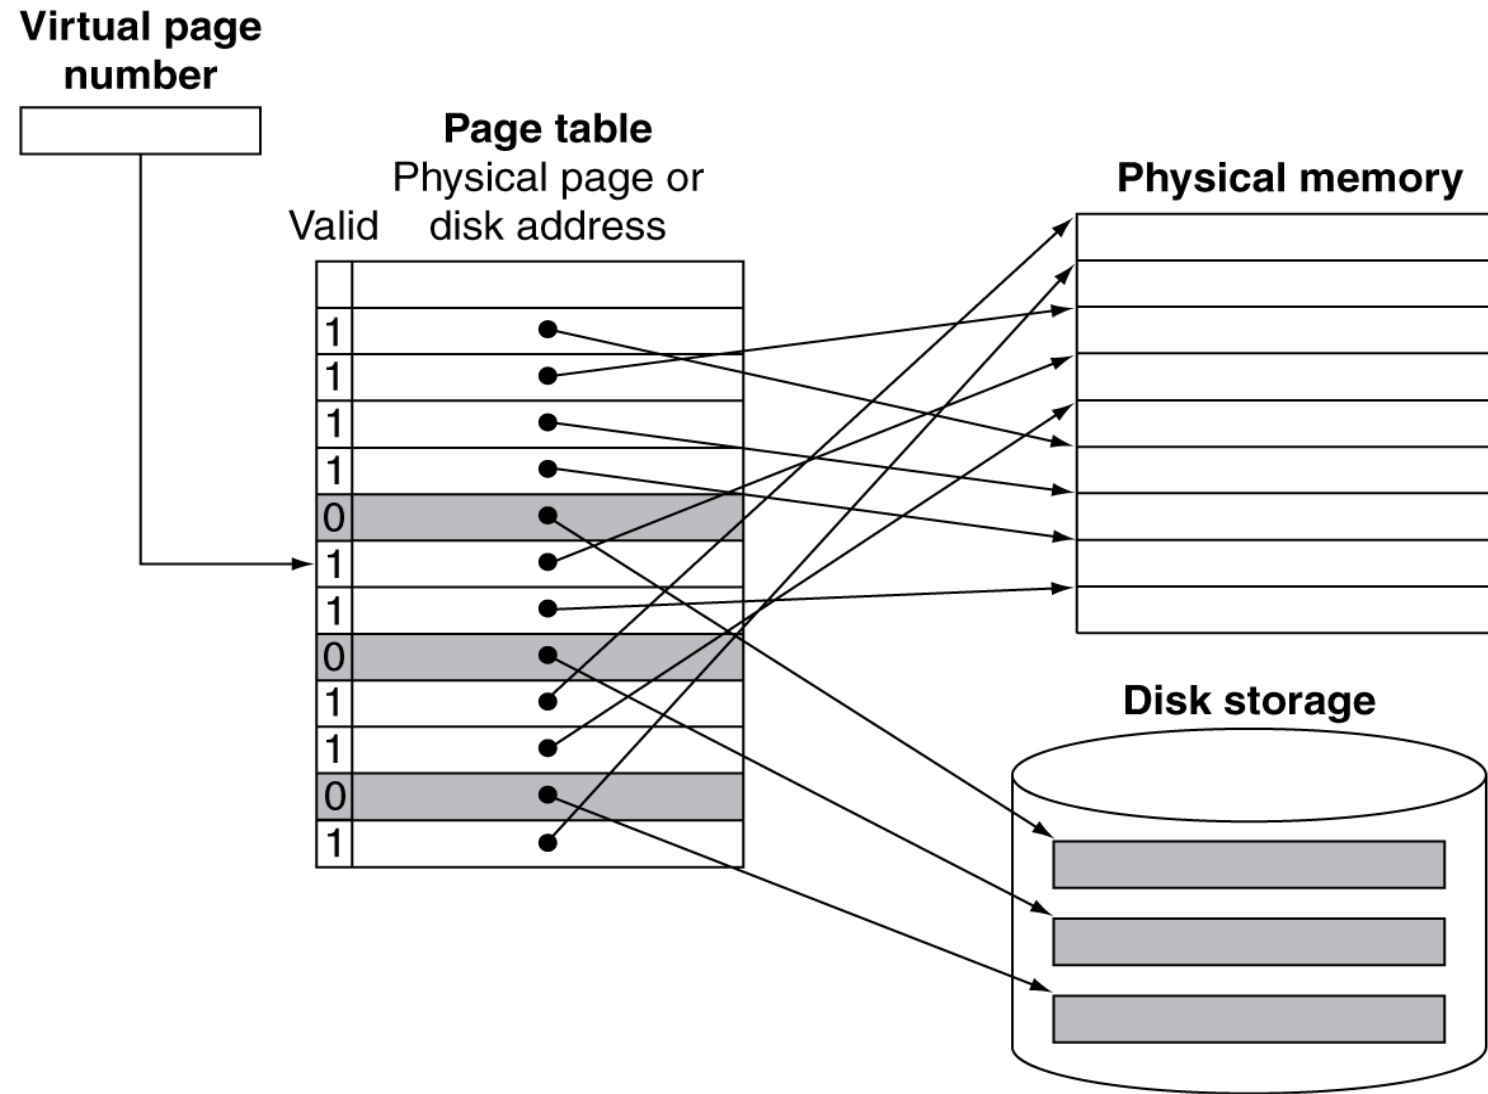 Virtual page
number
Page table
Physical page or
Valid disk address
Physical memory
1
1
1
1
0
1
1
0
1
1
0
1
Disk storage